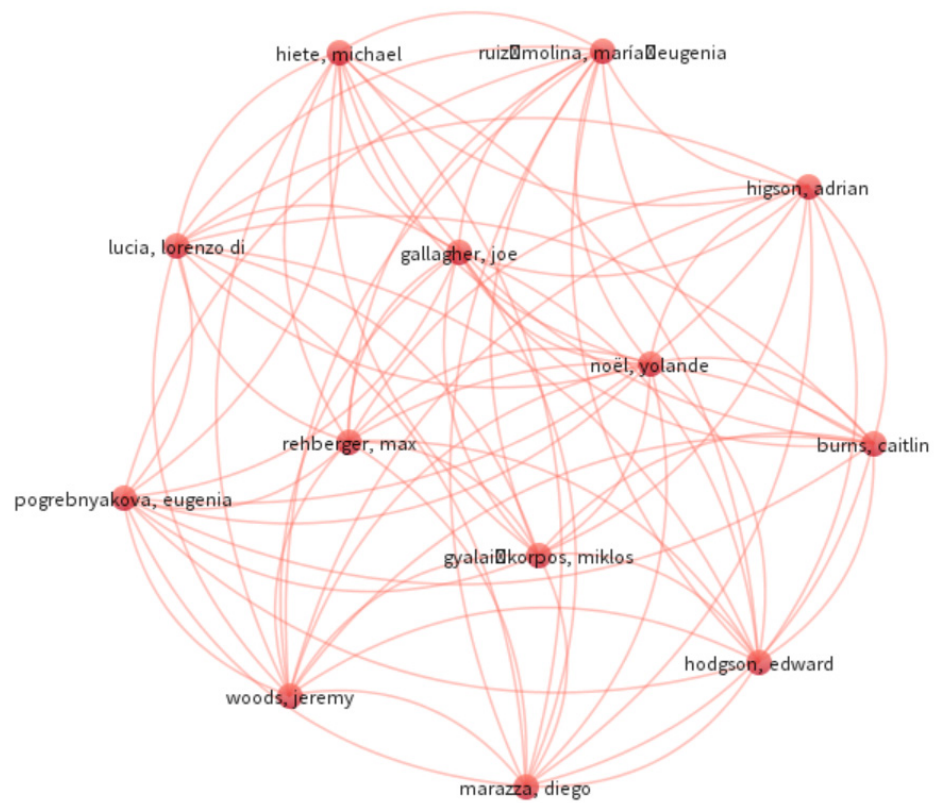 hiete, michael
ruiz▯molina, maría▯eugenia
higson, adrian
lucia, lorenzo di
gallagher, joe
noël, yolande
rehberger, max
burns, caitlin
pogrebnyakova, eugenia
gyalai▯korpos, miklos
hodgson, edward
woods, jeremy
marazza, diego